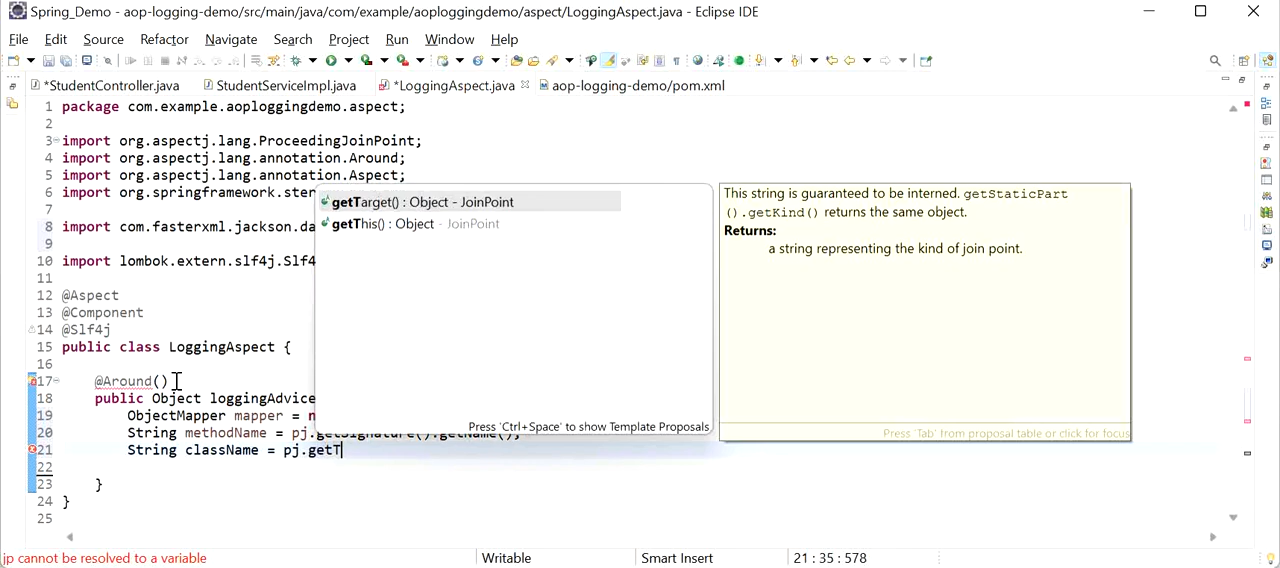 Spring_Demo - aop-logging-demo/src/main/java/com/example/aoploggingdemo/aspect/LoggingAspect.java - Eclipse IDE
File Edit Source Refactor Navigate Search Project Run Window Help
*StudentController.java StudentServiceImpl.java *LoggingAspect.java aop-logging-demo/pom.xml
1 package com.example.aoploggingdemo.aspect;
2
3 import org.aspectj.lang.ProceedingJoinPoint;
4 import org.aspectj.lang.annotation.Around;
5 import org.aspectj.lang.annotation.Aspect;
6 import org.springframework.ster
7
8 import com.fasterxml.jackson.da
9
10 import lombok.extern.slf4j.Slf4
11
12 @Aspect
13 @Component
14 @Slf4j
15 public class LoggingAspect {
16
17 @Around()
18 public Object loggingAdvice
19 ObjectMapper mapper = n
20 String methodName = pj.getSignature().getName();
21 String className = pj.getT
22
23 }
24 }
25
getTarget() : Object - JoinPoint
getThis() : Object - JoinPoint
Press 'Ctrl+Space' to show Template Proposals
This string is guaranteed to be interned. getStaticPart
().getKind() returns the same object.
Returns:
a string representing the kind of join point.
Press 'Tab' from proposal table or click for focus
jp cannot be resolved to a variable Writable Smart Insert 21 : 35 : 578